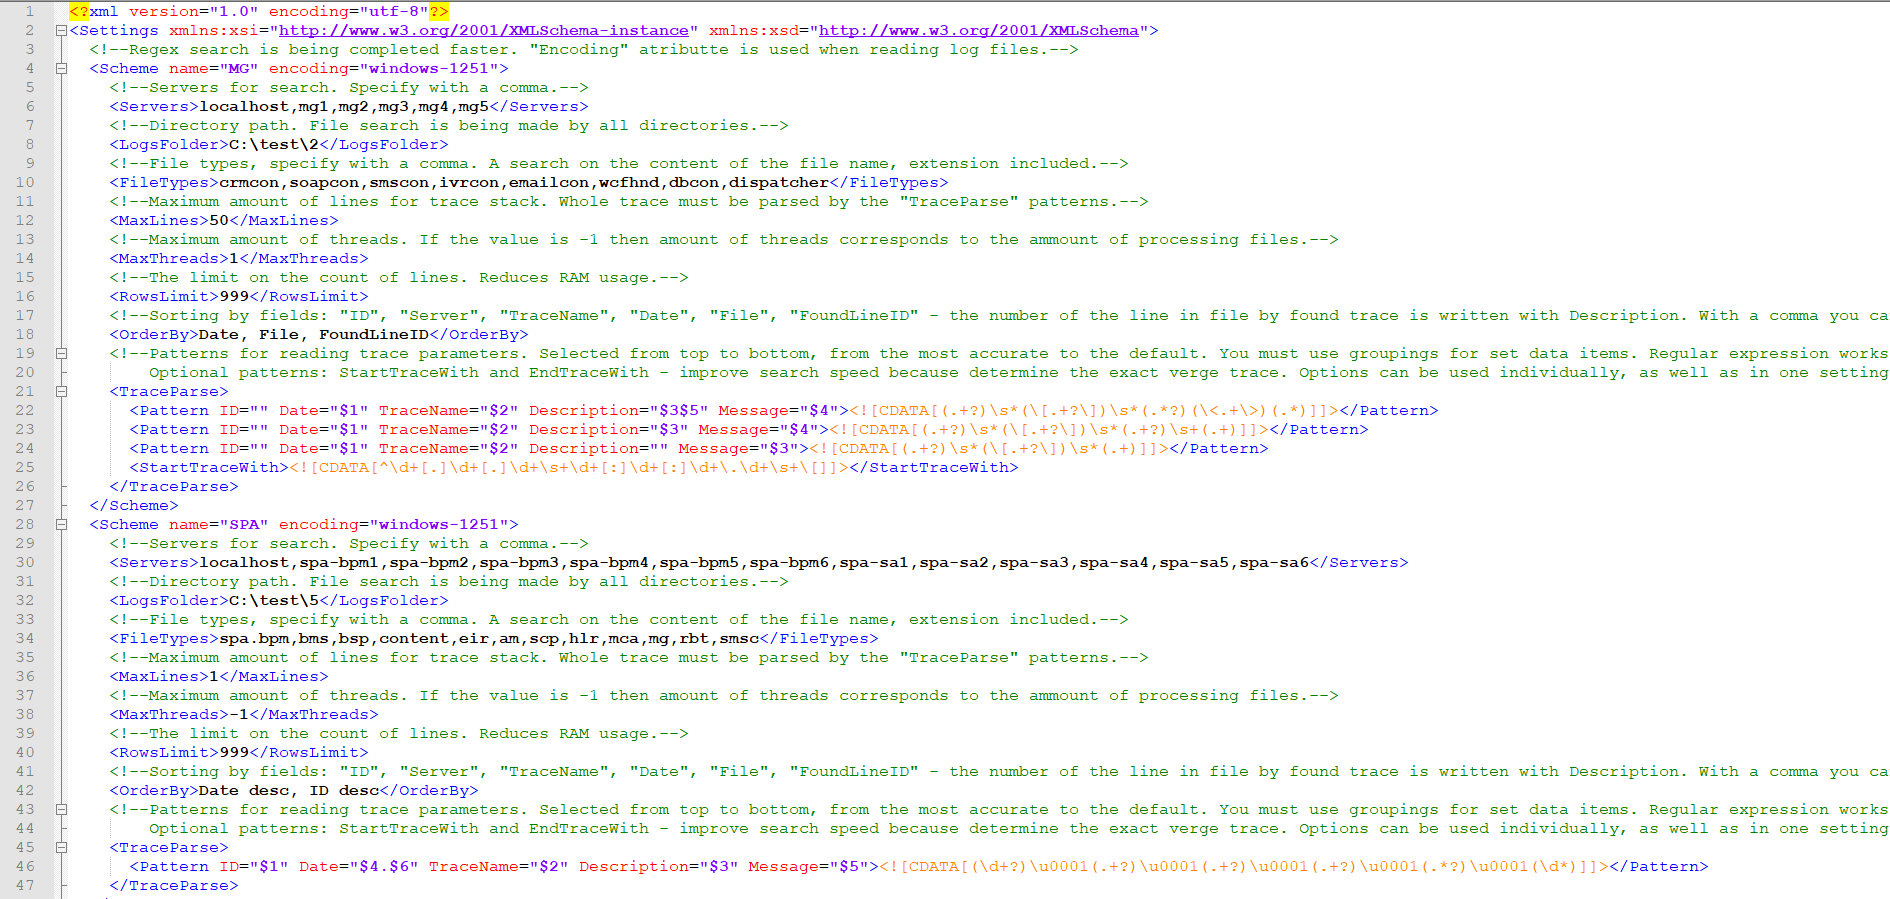 1 <?xml version="1.0" encoding="utf-8"?>
2 <Settings xmlns:xsi="http://www.w3.org/2001/XMLSchema-instance" xmlns:xsd="http://www.w3.org/2001/XMLSchema">
3 <!--Regex search is being completed faster. "Encoding" atributte is used when reading log files.-->
4 <Scheme name="MG" encoding="windows-1251">
5 <!--Servers for search. Specify with a comma.-->
6 <Servers>localhost,mg1,mg2,mg3,mg4,mg5</Servers>
7 <!--Directory path. File search is being made by all directories.-->
8 <LogsFolder>C:\test\2</LogsFolder>
9 <!--File types, specify with a comma. A search on the content of the file name, extension included.-->
10 <FileTypes>crmcon,soapcon,smscon,ivrcon,emailcon,wcfhnd,dbcon,dispatcher</FileTypes>
11 <!--Maximum amount of lines for trace stack. Whole trace must be parsed by the "TraceParse" patterns.-->
12 <MaxLines>50</MaxLines>
13 <!--Maximum amount of threads. If the value is -1 then amount of threads corresponds to the ammount of processing files.-->
14 <MaxThreads>1</MaxThreads>
15 <!--The limit on the count of lines. Reduces RAM usage.-->
16 <RowsLimit>999</RowsLimit>
17 <!--Sorting by fields: "ID", "Server", "TraceName", "Date", "File", "FoundLineID" - the number of the line in file by found trace is written with Description. With a comma you ca
18 <OrderBy>Date, File, FoundLineID</OrderBy>
19 <!--Patterns for reading trace parameters. Selected from top to bottom, from the most accurate to the default. You must use groupings for set data items. Regular expression works
20 Optional patterns: StartTraceWith and EndTraceWith - improve search speed because determine the exact verge trace. Options can be used individually, as well as in one setting
21 <TraceParse>
22 <Pattern ID="" Date="$1" TraceName="$2" Description="$3$5" Message="$4"><![CDATA[(.+?)\s*(\[.+?\])\s*(.*?)(\<.+\>)(.*)]]></Pattern>
23 <Pattern ID="" Date="$1" TraceName="$2" Description="$3" Message="$4"><![CDATA[(.+?)\s*(\[.+?\])\s*(.+?)\s+(.+)]]></Pattern>
24 <Pattern ID="" Date="$1" TraceName="$2" Description="" Message="$3"><![CDATA[(.+?)\s*(\[.+?\])\s*(.+)]]></Pattern>
25 <StartTraceWith><![CDATA[^\d+[.]\d+[.]\d+\s+\d+[:]\d+[:]\d+\.\d+\s+\[]]></StartTraceWith>
26 </TraceParse>
27 </Scheme>
28 <Scheme name="SPA" encoding="windows-1251">
29 <!--Servers for search. Specify with a comma.-->
30 <Servers>localhost,spa-bpm1,spa-bpm2,spa-bpm3,spa-bpm4,spa-bpm5,spa-bpm6,spa-sa1,spa-sa2,spa-sa3,spa-sa4,spa-sa5,spa-sa6</Servers>
31 <!--Directory path. File search is being made by all directories.-->
32 <LogsFolder>C:\test\5</LogsFolder>
33 <!--File types, specify with a comma. A search on the content of the file name, extension included.-->
34 <FileTypes>spa.bpm,bms,bsp,content,eir,am,scp,hlr,mca,mg,rbt,smsc</FileTypes>
35 <!--Maximum amount of lines for trace stack. Whole trace must be parsed by the "TraceParse" patterns.-->
36 <MaxLines>1</MaxLines>
37 <!--Maximum amount of threads. If the value is -1 then amount of threads corresponds to the ammount of processing files.-->
38 <MaxThreads>-1</MaxThreads>
39 <!--The limit on the count of lines. Reduces RAM usage.-->
40 <RowsLimit>999</RowsLimit>
41 <!--Sorting by fields: "ID", "Server", "TraceName", "Date", "File", "FoundLineID" - the number of the line in file by found trace is written with Description. With a comma you ca
42 <OrderBy>Date desc, ID desc</OrderBy>
43 <!--Patterns for reading trace parameters. Selected from top to bottom, from the most accurate to the default. You must use groupings for set data items. Regular expression works
44 Optional patterns: StartTraceWith and EndTraceWith - improve search speed because determine the exact verge trace. Options can be used individually, as well as in one setting
45 <TraceParse>
46 <Pattern ID="$1" Date="$4.$6" TraceName="$2" Description="$3" Message="$5"><![CDATA[(\d+?)\u0001(.+?)\u0001(.+?)\u0001(.+?)\u0001(.*?)\u0001(\d*)]]></Pattern>
47 </TraceParse>